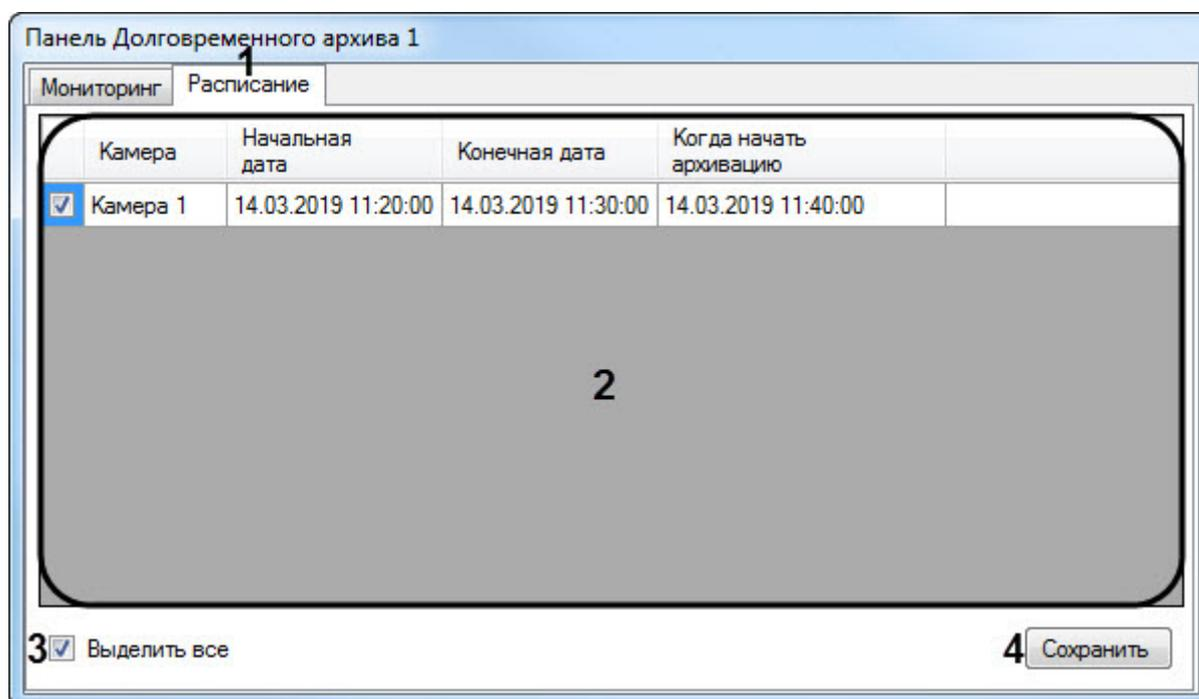 Панель Долговременного архива 1
1
Мониторинг Расписание
Камера Начальная дата Конечная дата Когда начать архивацию
Камера 1 14.03.2019 11:20:00 14.03.2019 11:30:00 14.03.2019 11:40:00
2
3 Выделить все 4 Сохранить